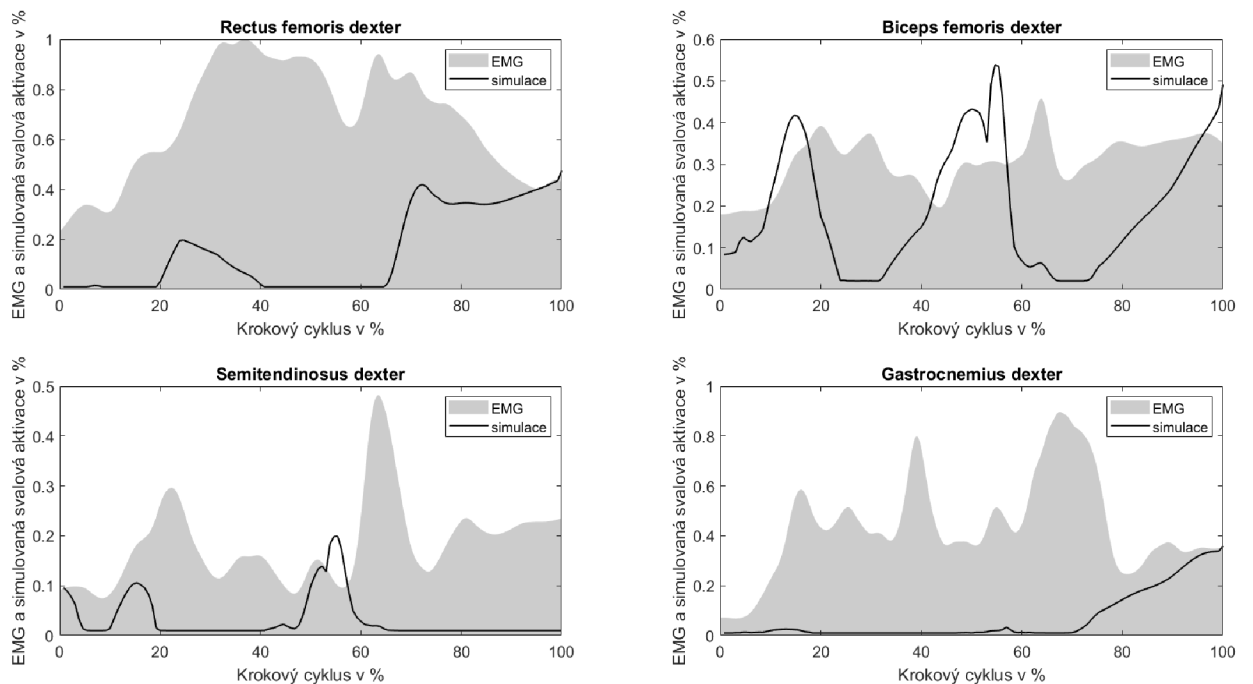 Rectus femoris dexter
EMG a simulovaná svalová aktivace v %
1
0.8
0.6
0.4
0.2
0
0 20 40 60 80 100
Krokový cyklus v %
EMG
simulace
Biceps femoris dexter
EMG a simulovaná svalová aktivace v %
0.6
0.5
0.4
0.3
0.2
0.1
0
0 20 40 60 80 100
Krokový cyklus v %
EMG
simulace
Semitendinosus dexter
EMG a simulovaná svalová aktivace v %
0.5
0.4
0.3
0.2
0.1
0
0 20 40 60 80 100
Krokový cyklus v %
EMG
simulace
Gastrocnemius dexter
EMG a simulovaná svalová aktivace v %
1
0.8
0.6
0.4
0.2
0
0 20 40 60 80 100
Krokový cyklus v %
EMG
simulace